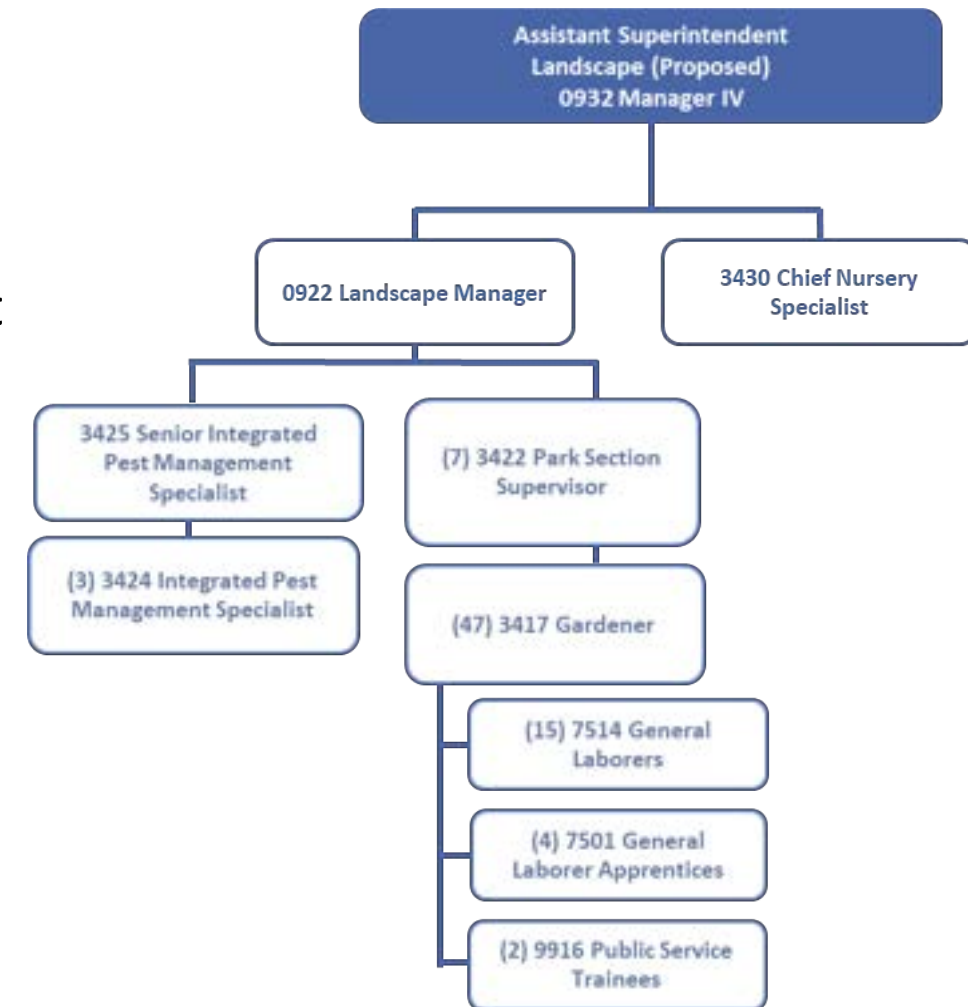 Assistant Superintendent
Landscape (Proposed)
0932 Manager IV
0922 Landscape Manager
3430 Chief Nursery
Specialist
3425 Senior Integrated
Pest Management
Specialist
(7) 3422 Park Section
Supervisor
(3) 3424 Integrated Pest
Management Specialist
(47) 3417 Gardener
(15) 7514 General
Laborers
(4) 7501 General
Laborer Apprentices
(2) 9916 Public Service
Trainees